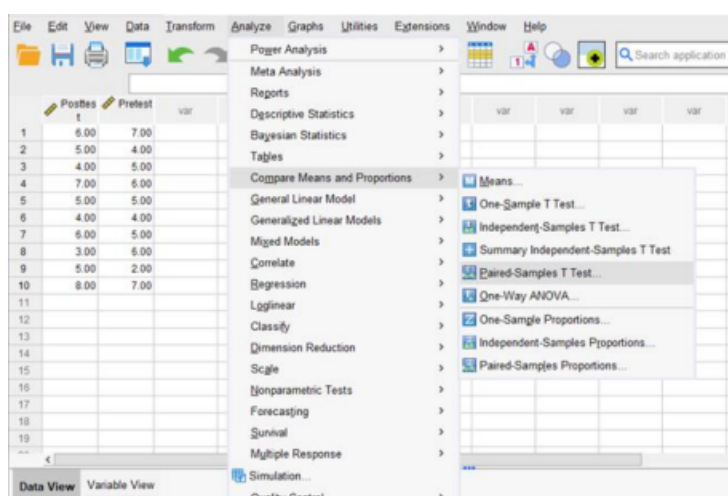 File Edit View Data Transform Analyze Graphs Utilities Extensions Window Help
Search application
Posttes
t
Pretest
var
var
var
var
var
1 6.00 7.00
2 5.00 4.00
3 4.00 5.00
4 7.00 6.00
5 5.00 5.00
6 4.00 4.00
7 6.00 5.00
8 3.00 6.00
9 5.00 2.00
10 8.00 7.00
11
12
13
14
15
16
17
18
19
Power Analysis
Meta Analysis
Reports
Descriptive Statistics
Bayesian Statistics
Tables
Compare Means and Proportions
General Linear Model
Generalized Linear Models
Mixed Models
Correlate
Regression
Loglinear
Classify
Dimension Reduction
Scale
Nonparametric Tests
Forecasting
Survival
Multiple Response
Simulation...
Quality Control
Means...
One-Sample T Test...
Independent-Samples T Test...
Summary Independent-Samples T Test
Paired-Samples T Test...
One-Way ANOVA...
One-Sample Proportions...
Independent-Samples Proportions...
Paired-Samples Proportions...
Data View Variable View